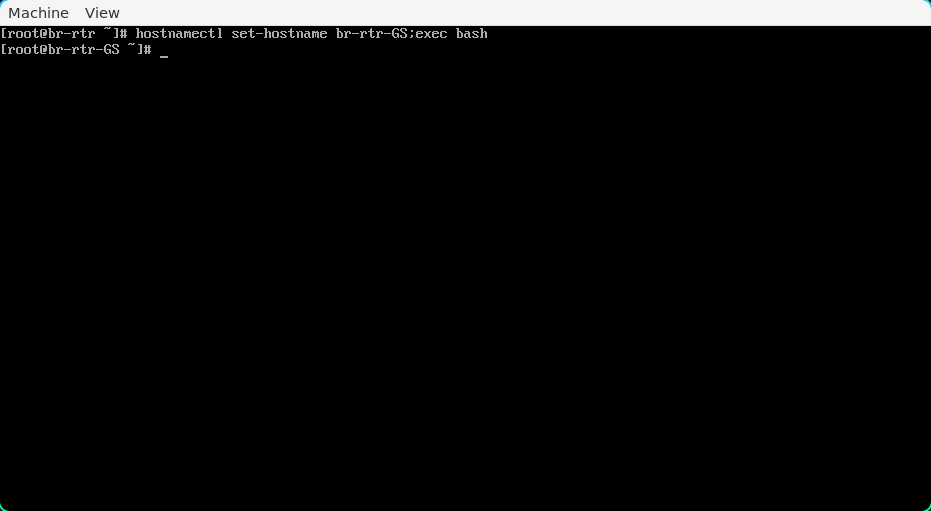 Machine View
[root@br-rtr ~]# hostnamectl set-hostname br-rtr-GS;exec bash
[root@br-rtr-GS ~]# _